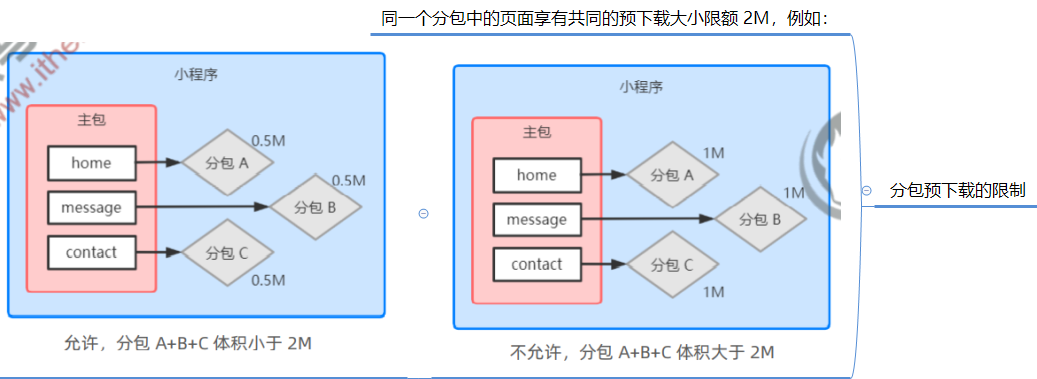 同一个分包中的页面享有共同的预下载大小限额 2M，例如：
www.ithe
小程序
主包
home
message
contact
分包 A
0.5M
分包 B
0.5M
分包 C
0.5M
允许，分包 A+B+C 体积小于 2M
小程序
主包
home
message
contact
分包 A
1M
分包 B
1M
分包 C
1M
不允许，分包 A+B+C 体积大于 2M
分包预下载的限制